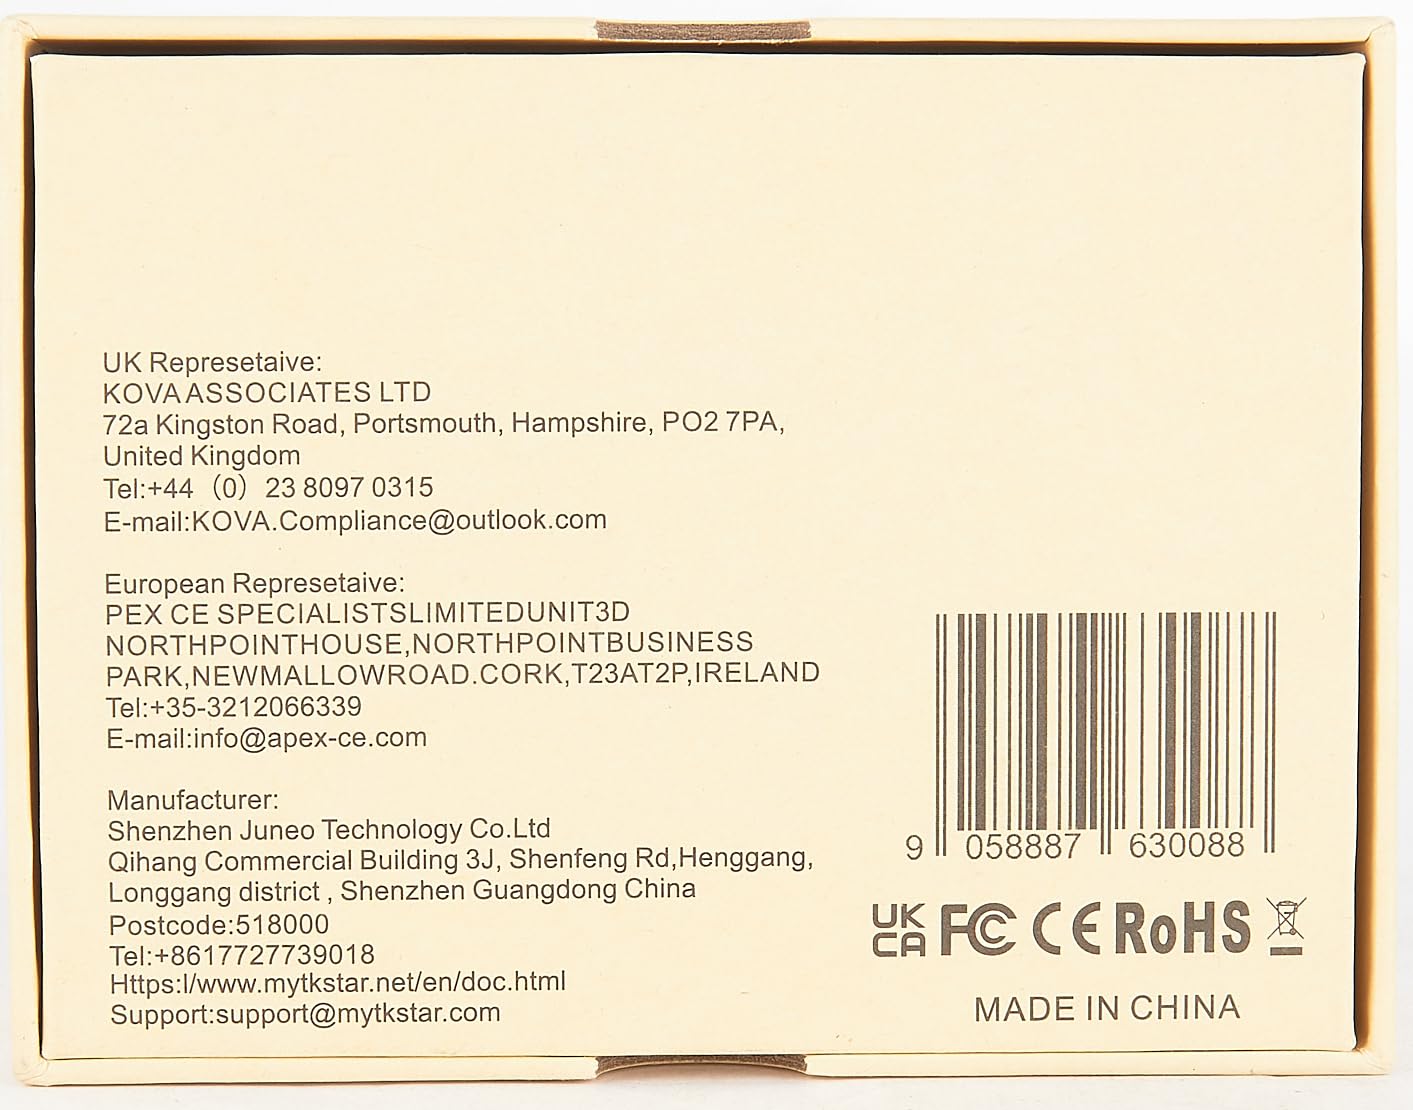 UK Represetaive:
KOVA ASSOCIATES LTD
72a Kingston Road, Portsmouth, Hampshire, PO2 7PA,
United Kingdom
Tel:+44（0）23 8097 0315
E-mail:KOVA.Compliance@outlook.com
European Represetaive:
PEX CE SPECIALISTSLIMITEDUNIT3D
NORTHPOINTHOUSE,NORTHPOINTBUSINESS
PARK,NEWMALLOWROAD.CORK,T23AT2P,IRELAND
Tel:+35-3212066339
E-mail:info@apex-ce.com
Manufacturer:
Shenzhen Juneo Technology Co.Ltd
Qihang Commercial Building 3J, Shenfeng Rd,Henggang,
Longgang district , Shenzhen Guangdong China
Postcode:518000
Tel:+8617727739018
Https:l/www.mytkstar.net/en/doc.html
Support:support@mytkstar.com
9 058887 630088
UK CA FC CE RoHS
MADE IN CHINA